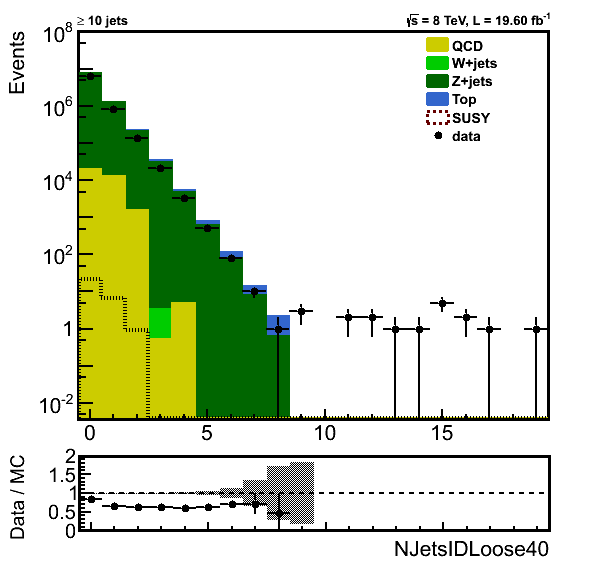 ≥ 10 jets
√s = 8 TeV, L = 19.60 fb⁻¹
Events
10⁸
10⁶
10⁴
10²
1
10⁻²
QCD
W+jets
Z+jets
Top
SUSY
data
0 5 10 15
Data / MC
2
1.5
1
0.5
0
NJetsIDLoose40